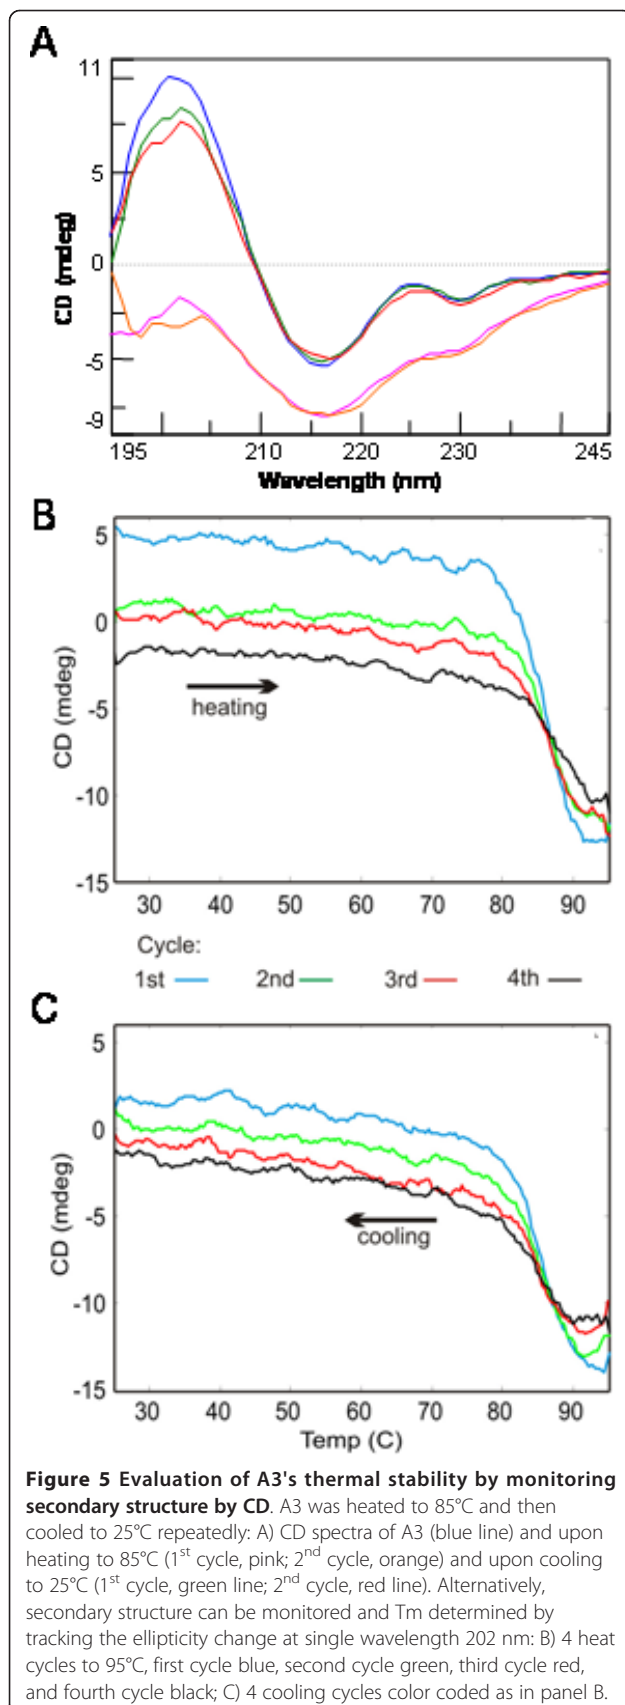 A
11
5
0
-5
-9
CD (mdeg)
195 210 220 230 245
Wavelength (nm)
B
5
0
-5
-10
-15
CD (mdeg)
heating
30 40 50 60 70 80 90
Cycle:
1st 2nd 3rd 4th
C
5
0
-5
-10
-15
CD (mdeg)
cooling
30 40 50 60 70 80 90
Temp (C)
Figure 5 Evaluation of A3's thermal stability by monitoring
secondary structure by CD. A3 was heated to 85°C and then
cooled to 25°C repeatedly: A) CD spectra of A3 (blue line) and upon
heating to 85°C (1st cycle, pink; 2nd cycle, orange) and upon cooling
to 25°C (1st cycle, green line; 2nd cycle, red line). Alternatively,
secondary structure can be monitored and Tm determined by
tracking the ellipticity change at single wavelength 202 nm: B) 4 heat
cycles to 95°C, first cycle blue, second cycle green, third cycle red,
and fourth cycle black; C) 4 cooling cycles color coded as in panel B.